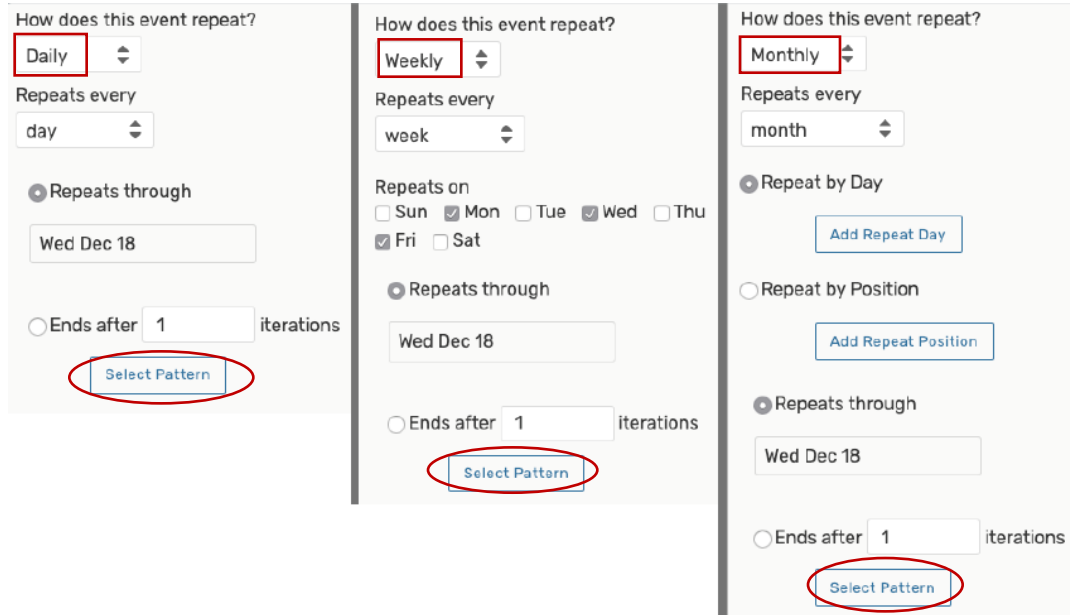 How does this event repeat?
Daily
Repeats every
day
Repeats through
Wed Dec 18
Ends after 1 iterations
Select Pattern
How does this event repeat?
Weekly
Repeats every
week
Repeats on
Sun Mon Tue Wed Thu
Fri Sat
Repeats through
Wed Dec 18
Ends after 1 iterations
Select Pattern
How does this event repeat?
Monthly
Repeats every
month
Repeat by Day
Add Repeat Day
Repeat by Position
Add Repeat Position
Repeats through
Wed Dec 18
Ends after 1 iterations
Select Pattern